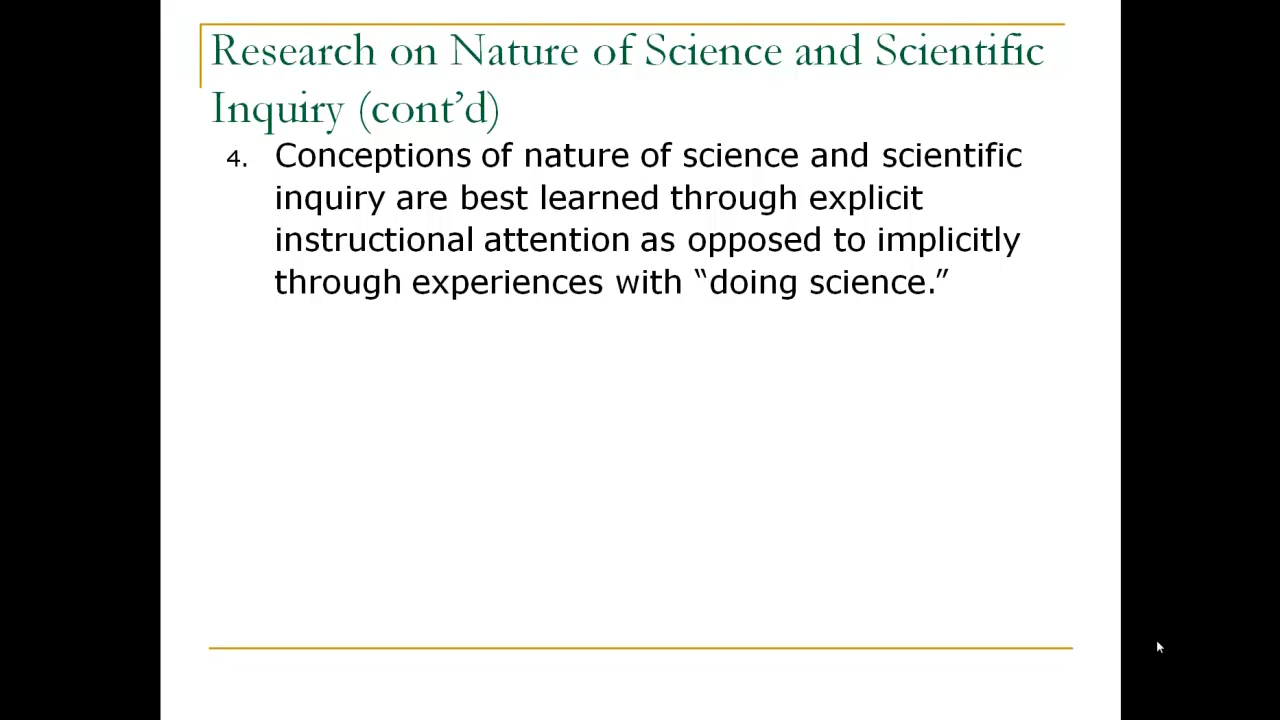 Research on Nature of Science and Scientific
Inquiry (cont’d)
4. Conceptions of nature of science and scientific
inquiry are best learned through explicit
instructional attention as opposed to implicitly
through experiences with “doing science.”